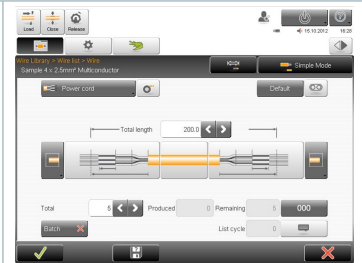 Load Close Release
15.10.2012 16:28
Wire Library > Wire list > Wire
Sample 4 x 2.5mm² Multiconductor
Simple Mode
Power cord
Default
Total length 200.0
Total 5 Produced 0 Remaining 5 000
Batch
List cycle 0